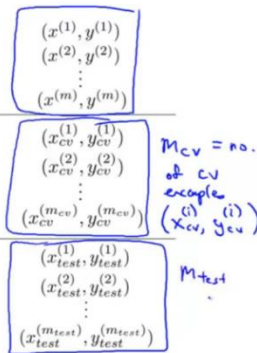 (x^{(1)}, y^{(1)})
(x^{(2)}, y^{(2)})
⋮
(x^{(m)}, y^{(m)})
(x_{cv}^{(1)}, y_{cv}^{(1)})
(x_{cv}^{(2)}, y_{cv}^{(2)})
⋮
(x_{cv}^{(m_{cv})}, y_{cv}^{(m_{cv})})
m_{cv} = no.
of cv
examples
(x_{cv}^{(i)}, y_{cv}^{(i)})
(x_{test}^{(1)}, y_{test}^{(1)})
(x_{test}^{(2)}, y_{test}^{(2)})
⋮
(x_{test}^{(m_{test})}, y_{test}^{(m_{test})})
m_{test}